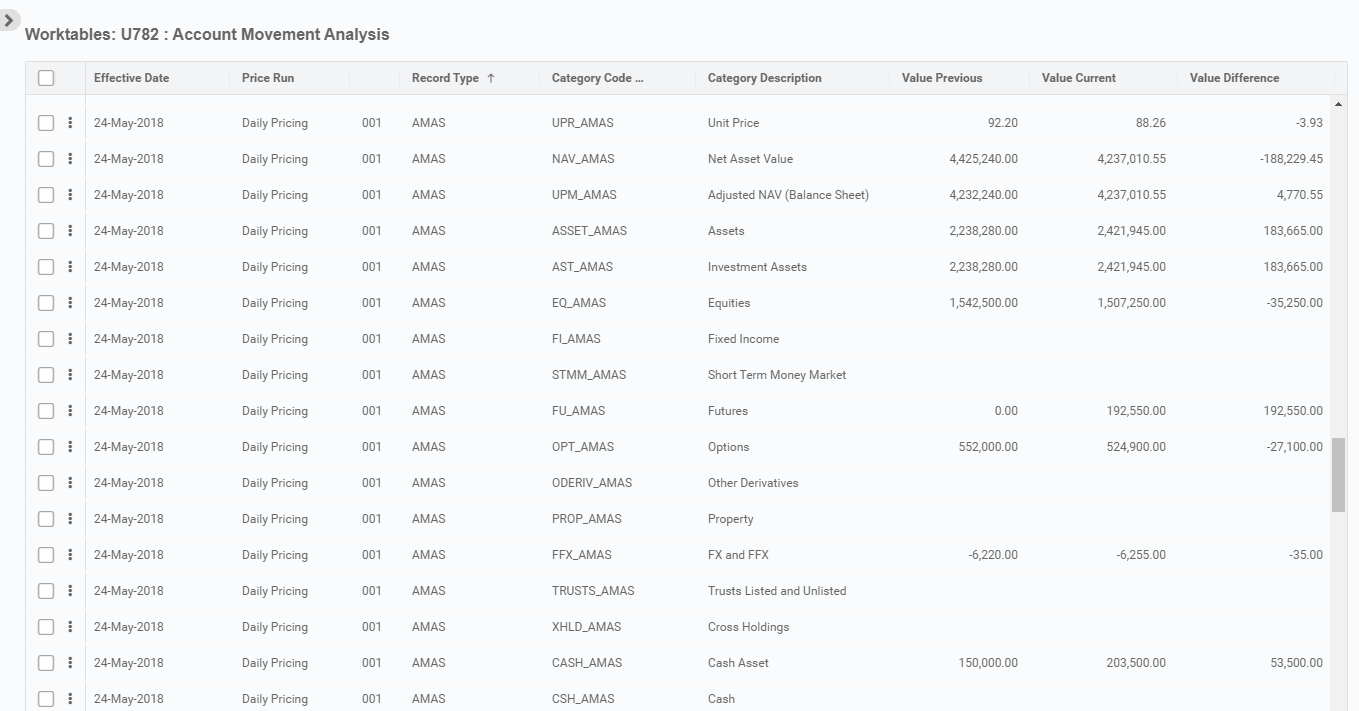 Worktables: U782 : Account Movement Analysis
Effective Date Price Run Record Type ↑ Category Code ... Category Description Value Previous Value Current Value Difference
24-May-2018 Daily Pricing 001 AMAS UPR_AMAS Unit Price 92.20 88.26 -3.93
24-May-2018 Daily Pricing 001 AMAS NAV_AMAS Net Asset Value 4,425,240.00 4,237,010.55 -188,229.45
24-May-2018 Daily Pricing 001 AMAS UPM_AMAS Adjusted NAV (Balance Sheet) 4,232,240.00 4,237,010.55 4,770.55
24-May-2018 Daily Pricing 001 AMAS ASSET_AMAS Assets 2,238,280.00 2,421,945.00 183,665.00
24-May-2018 Daily Pricing 001 AMAS AST_AMAS Investment Assets 2,238,280.00 2,421,945.00 183,665.00
24-May-2018 Daily Pricing 001 AMAS EQ_AMAS Equities 1,542,500.00 1,507,250.00 -35,250.00
24-May-2018 Daily Pricing 001 AMAS FI_AMAS Fixed Income
24-May-2018 Daily Pricing 001 AMAS STMM_AMAS Short Term Money Market
24-May-2018 Daily Pricing 001 AMAS FU_AMAS Futures 0.00 192,550.00 192,550.00
24-May-2018 Daily Pricing 001 AMAS OPT_AMAS Options 552,000.00 524,900.00 -27,100.00
24-May-2018 Daily Pricing 001 AMAS ODERIV_AMAS Other Derivatives
24-May-2018 Daily Pricing 001 AMAS PROP_AMAS Property
24-May-2018 Daily Pricing 001 AMAS FFX_AMAS FX and FFX -6,220.00 -6,255.00 -35.00
24-May-2018 Daily Pricing 001 AMAS TRUSTS_AMAS Trusts Listed and Unlisted
24-May-2018 Daily Pricing 001 AMAS XHLD_AMAS Cross Holdings
24-May-2018 Daily Pricing 001 AMAS CASH_AMAS Cash Asset 150,000.00 203,500.00 53,500.00
24-May-2018 Daily Pricing 001 AMAS CSH_AMAS Cash